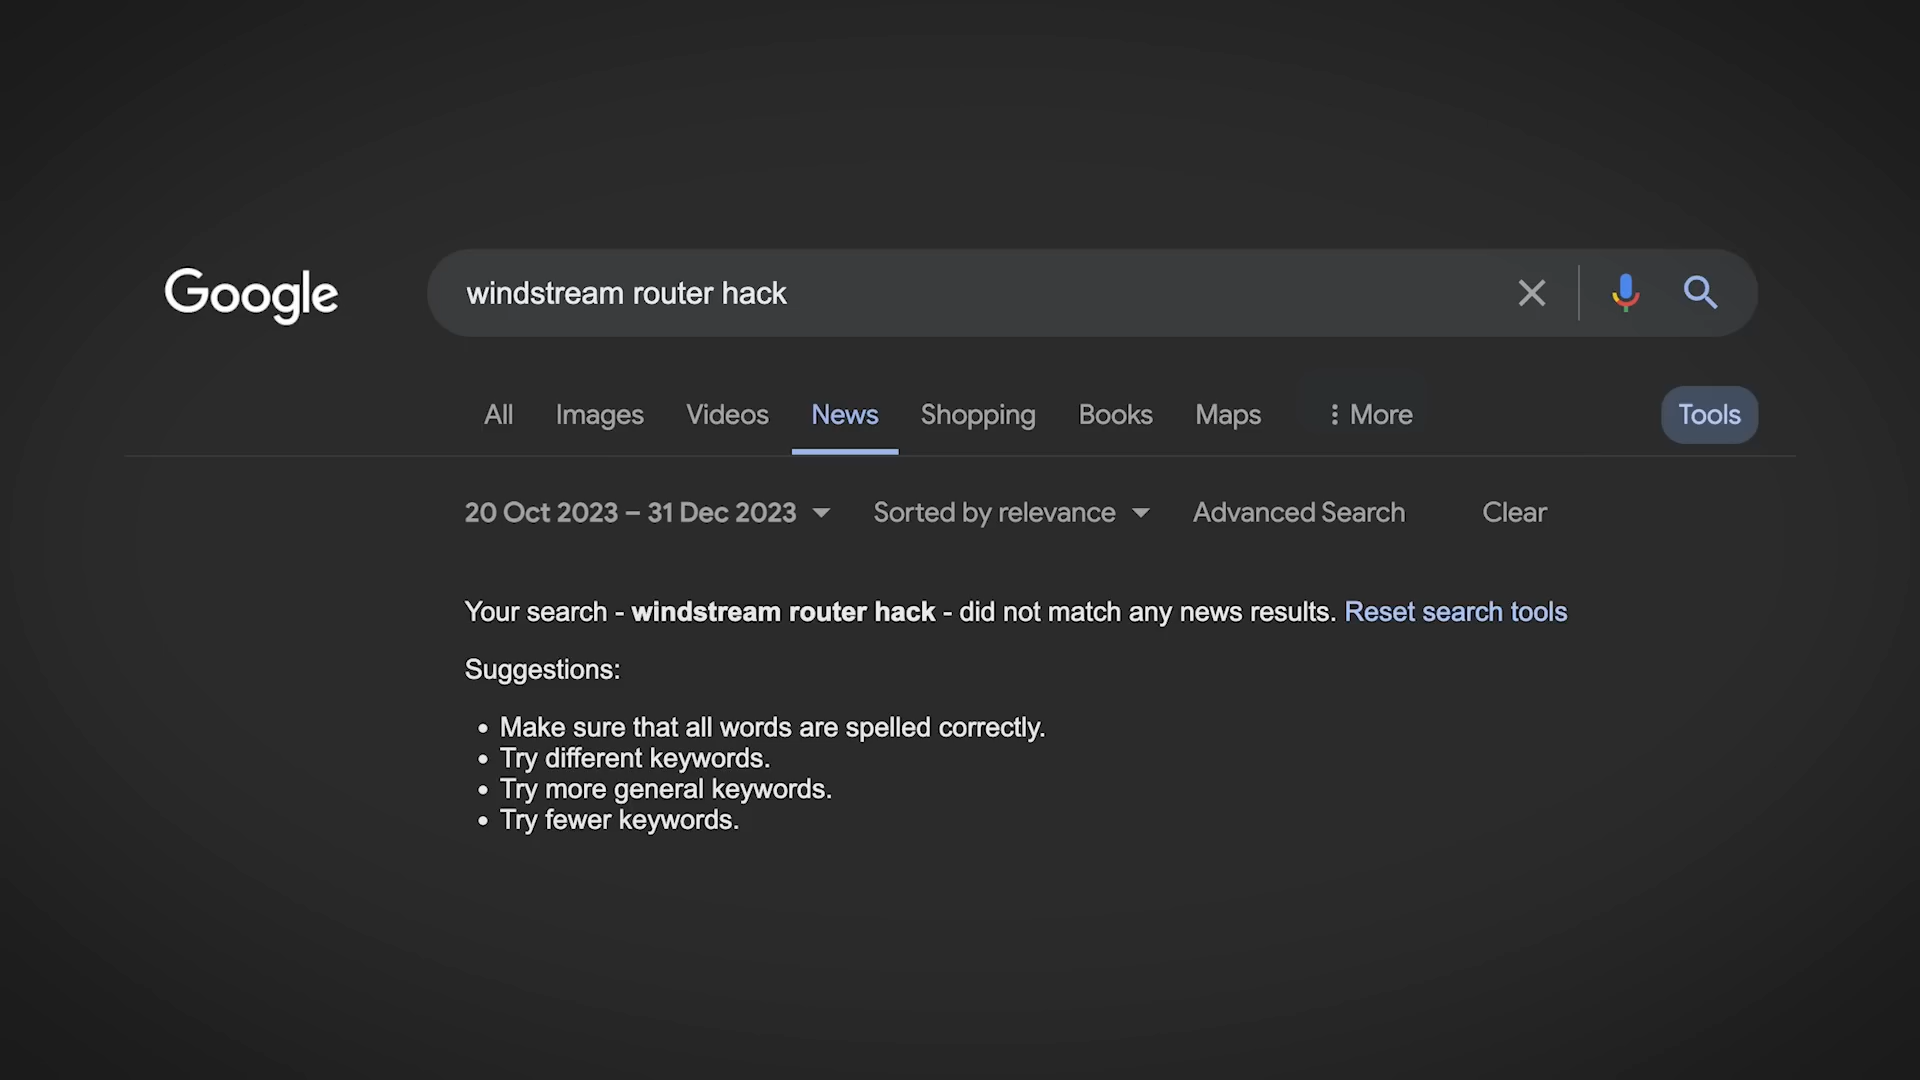 Google
windstream router hack
All Images Videos News Shopping Books Maps More Tools
20 Oct 2023 – 31 Dec 2023 Sorted by relevance Advanced Search Clear
Your search - windstream router hack - did not match any news results. Reset search tools
Suggestions:
• Make sure that all words are spelled correctly.
• Try different keywords.
• Try more general keywords.
• Try fewer keywords.